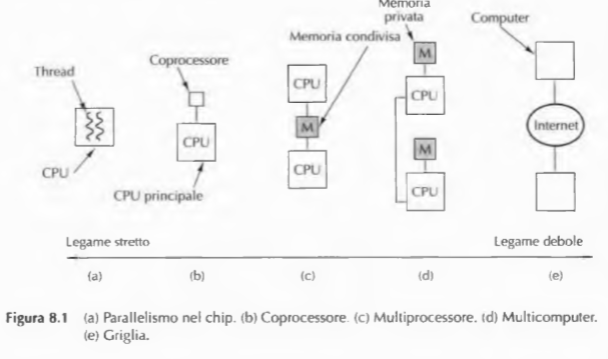 Memoria
privata
Computer
Memoria condivisa
Coprocessore
Thread
M
CPU
CPU
M
CPU
Internet
M
CPU
CPU
CPU
CPU
CPU principale
M
Legame stretto
Legame debole
(a)
(b)
(c)
(d)
(e)
Figura 8.1 (a) Parallelismo nel chip. (b) Coprocessore. (c) Multiprocessore. (d) Multicomputer.
(e) Griglia.